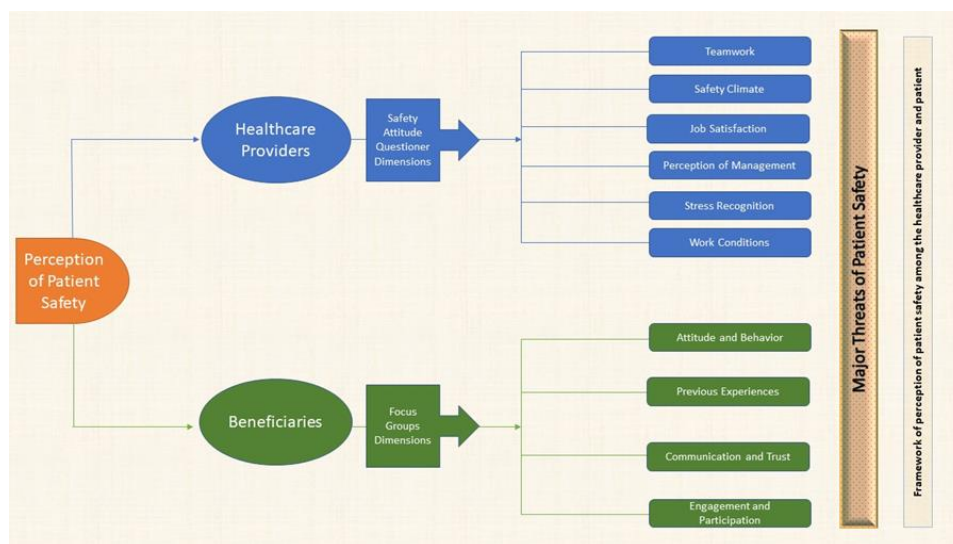 Perception
of Patient
Safety
Healthcare
Providers
Safety
Attitude
Questioner
Dimensions
Teamwork
Safety Climate
Job Satisfaction
Perception of Management
Stress Recognition
Work Conditions
Beneficiaries
Focus
Groups
Dimensions
Attitude and Behavior
Previous Experiences
Communication and Trust
Engagement and
Participation
Major Threats of Patient Safety
Framework of perception of patient safety among the healthcare provider and patient